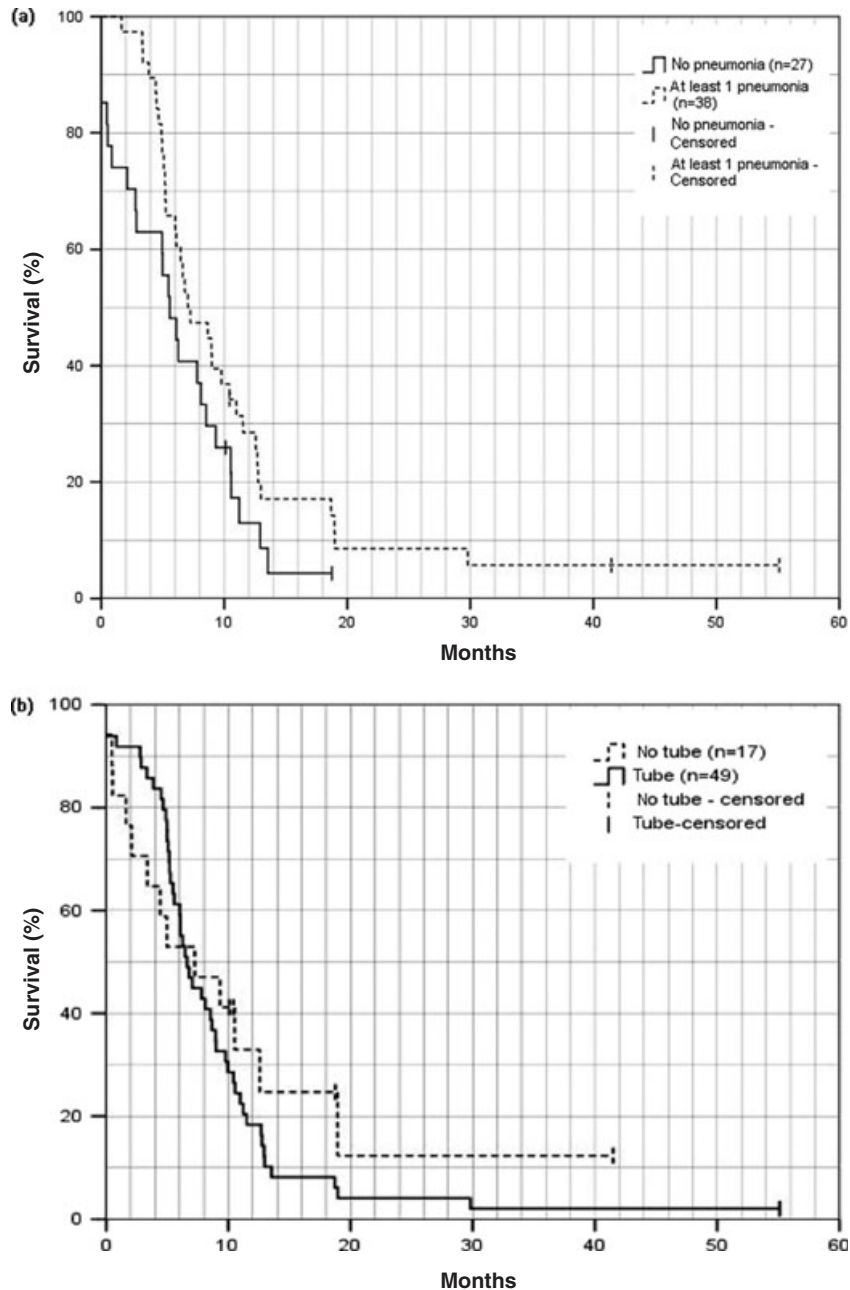 (a)
100
80
60
40
20
0
Survival (%)
No pneumonia (n=27)
At least 1 pneumonia
(n=38)
No pneumonia -
Censored
At least 1 pneumonia -
Censored
0 10 20 30 40 50 60
Months
(b)
100
80
60
40
20
0
Survival (%)
No tube (n=17)
Tube (n=49)
No tube - censored
Tube-censored
0 10 20 30 40 50 60
Months